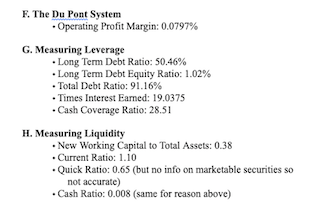 F. The Du Pont System
• Operating Profit Margin: 0.0797%
G. Measuring Leverage
• Long Term Debt Ratio: 50.46%
• Long Term Debt Equity Ratio: 1.02%
• Total Debt Ratio: 91.16%
• Times Interest Earned: 19.0375
• Cash Coverage Ratio: 28.51
H. Measuring Liquidity
• New Working Capital to Total Assets: 0.38
• Current Ratio: 1.10
• Quick Ratio: 0.65 (but no info on marketable securities so
not accurate)
• Cash Ratio: 0.008 (same for reason above)